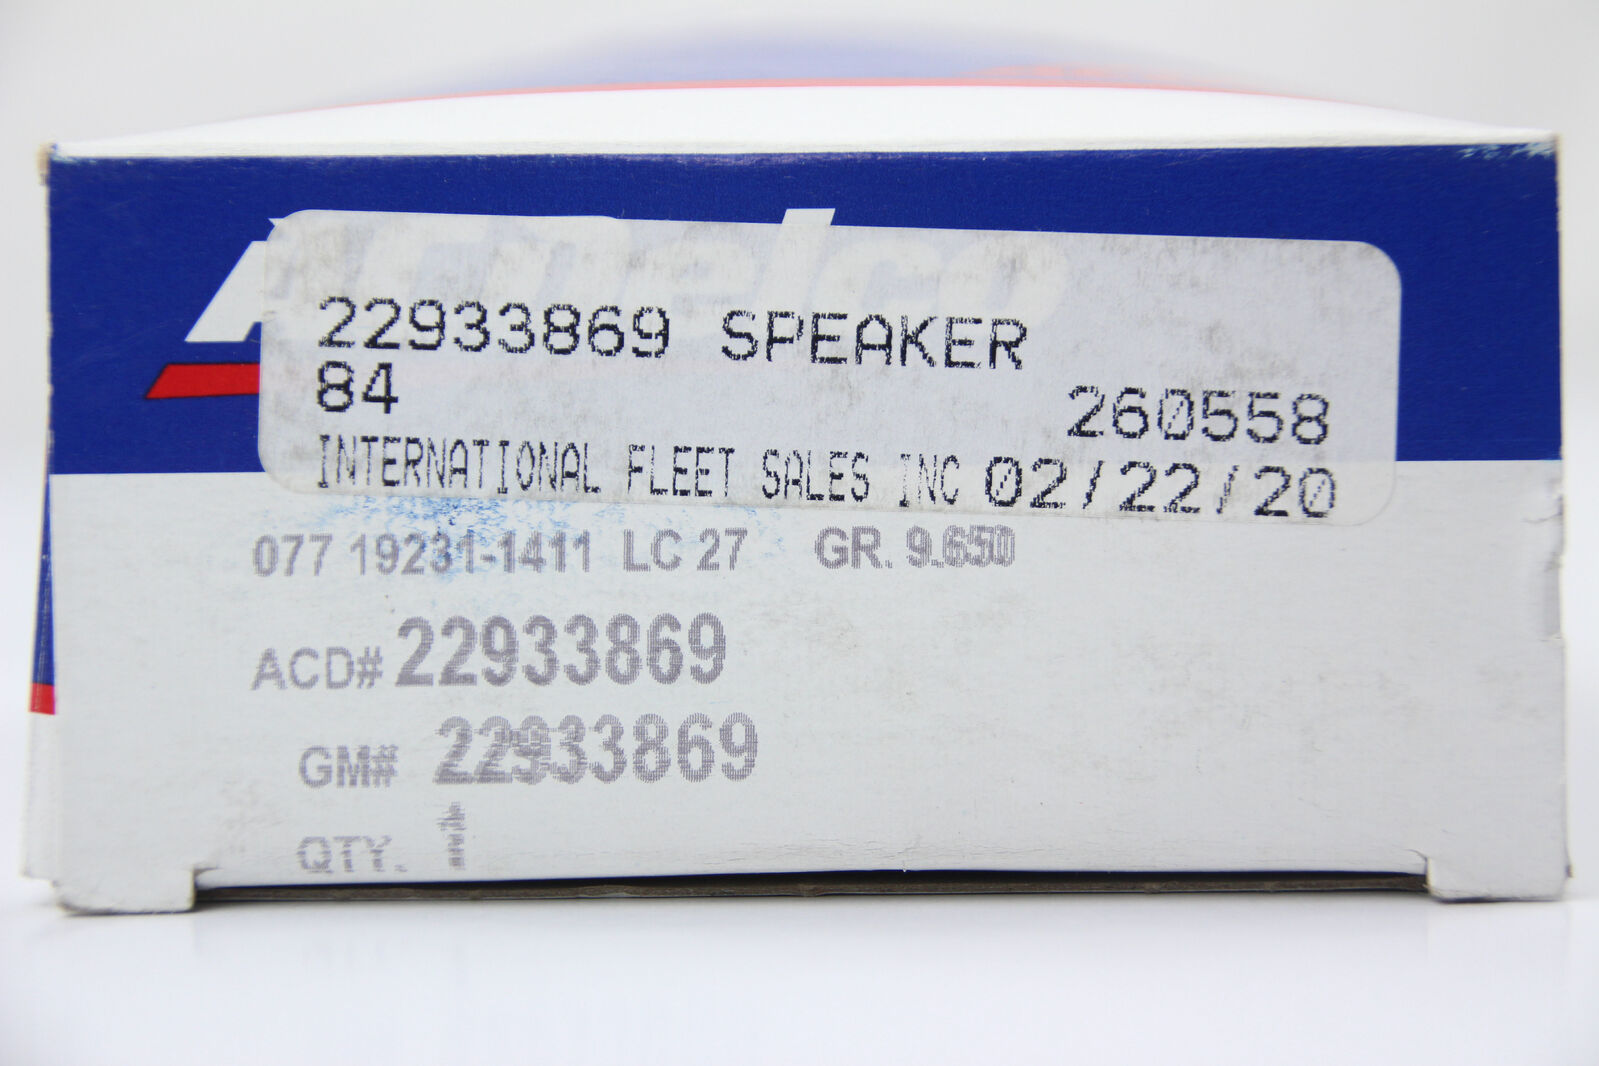 ACDelco
22933869 SPEAKER
84
260558
INTERNATIONAL FLEET SALES INC 02/22/20
077 19231-1411 LC 27 GR. 9.650
ACD# 22933869
GM# 22933869
QTY. 1